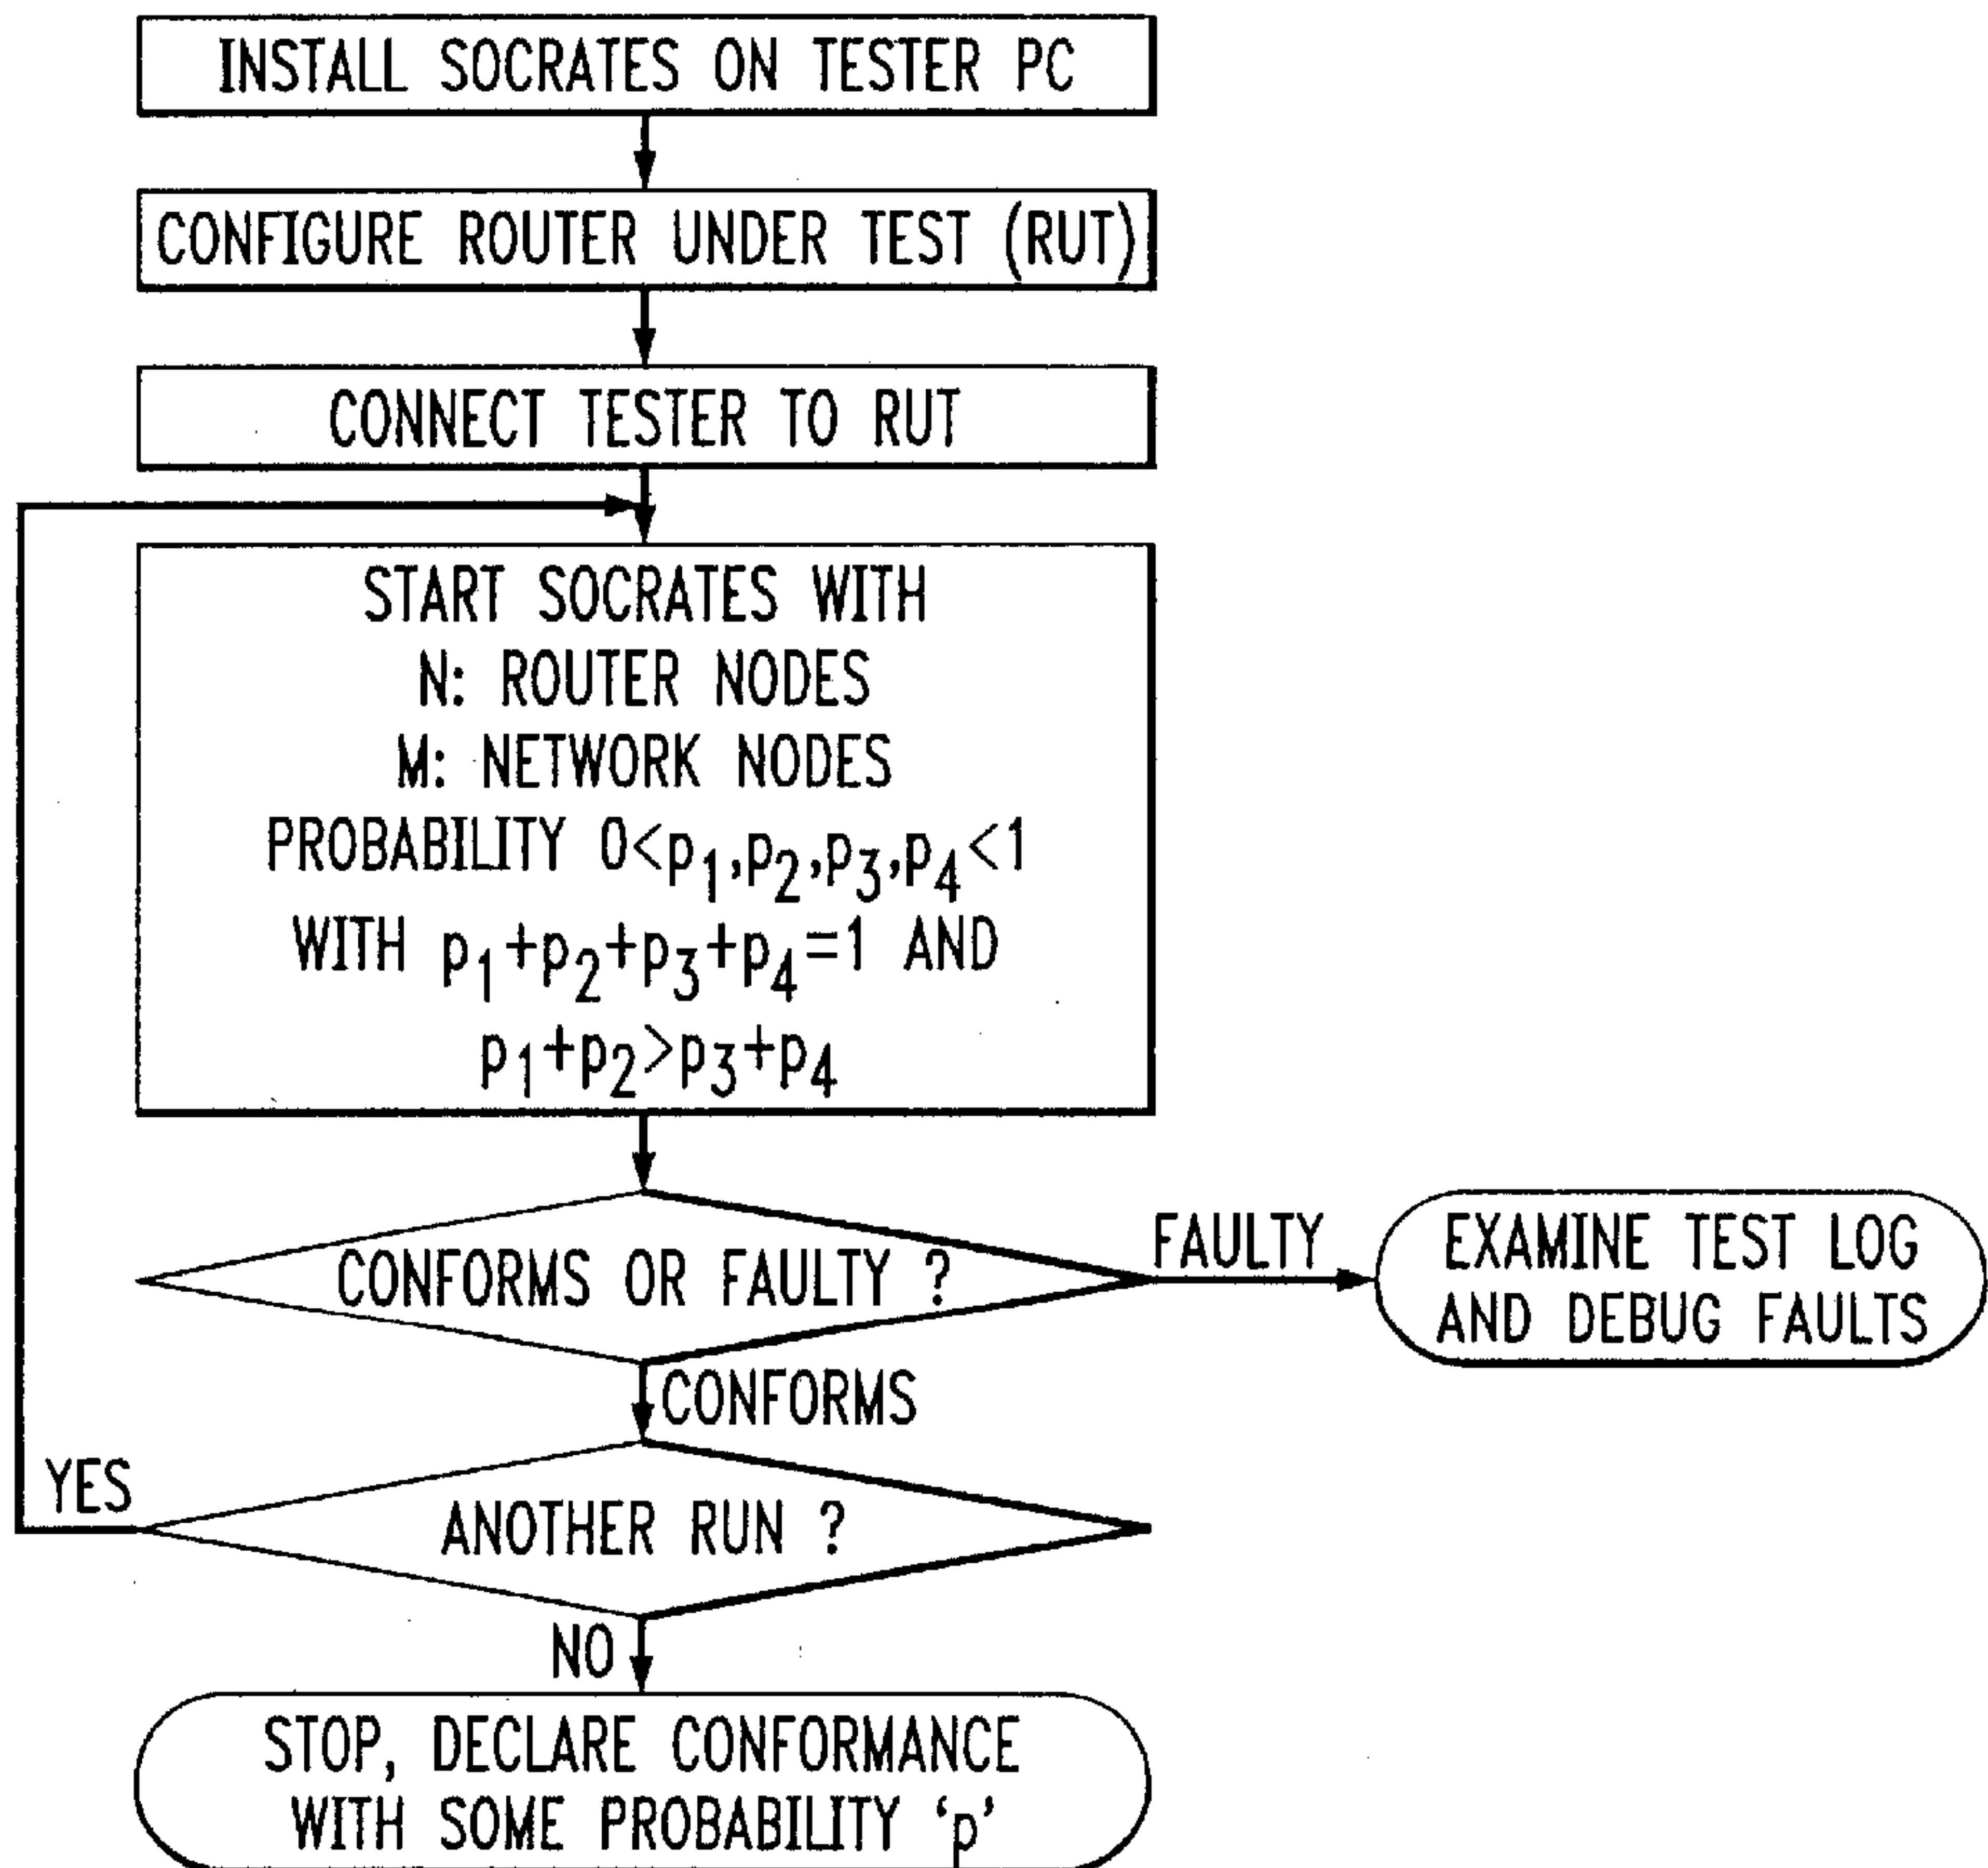 INSTALL SOCRATES ON TESTER PC
CONFIGURE ROUTER UNDER TEST (RUT)
CONNECT TESTER TO RUT
START SOCRATES WITH
N: ROUTER NODES
M: NETWORK NODES
PROBABILITY 0<p₁,p₂,p₃,p₄<1
WITH p₁+p₂+p₃+p₄=1 AND
p₁+p₂>p₃+p₄
CONFORMS OR FAULTY ?
FAULTY
EXAMINE TEST LOG
AND DEBUG FAULTS
CONFORMS
YES
ANOTHER RUN ?
NO
STOP, DECLARE CONFORMANCE
WITH SOME PROBABILITY ‘p’